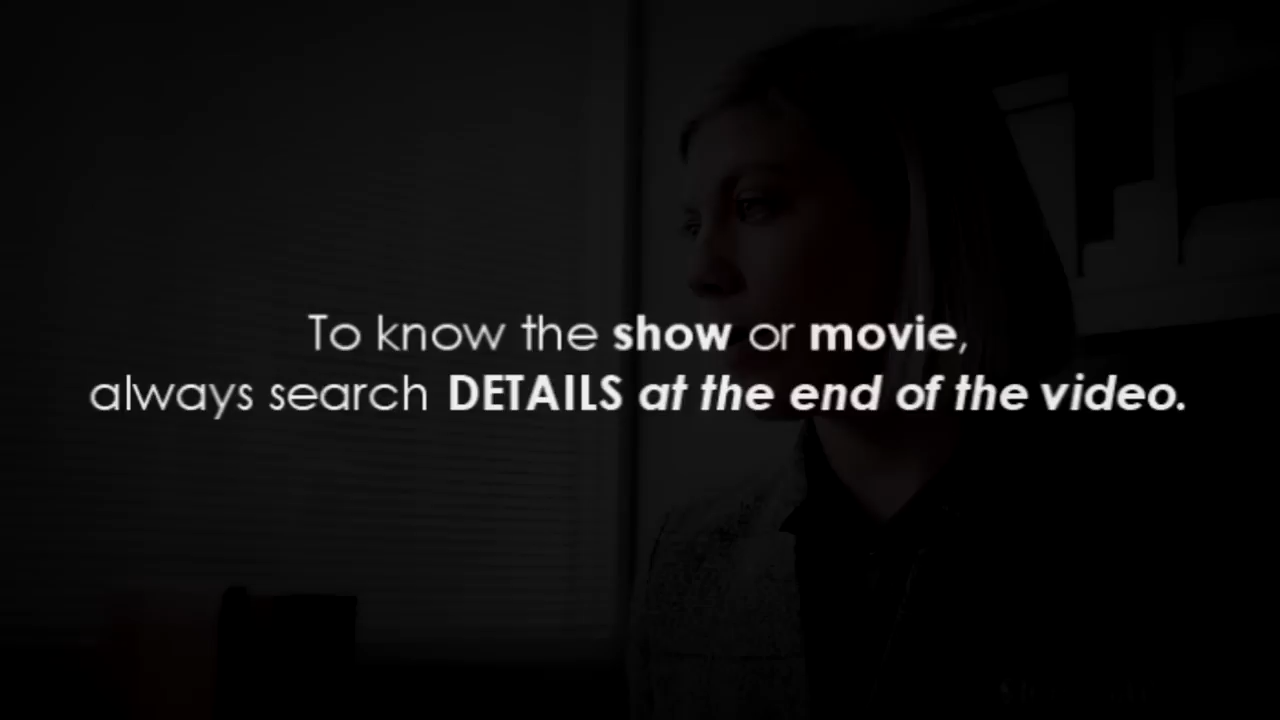 To know the show or movie,
always search DETAILS at the end of the video.